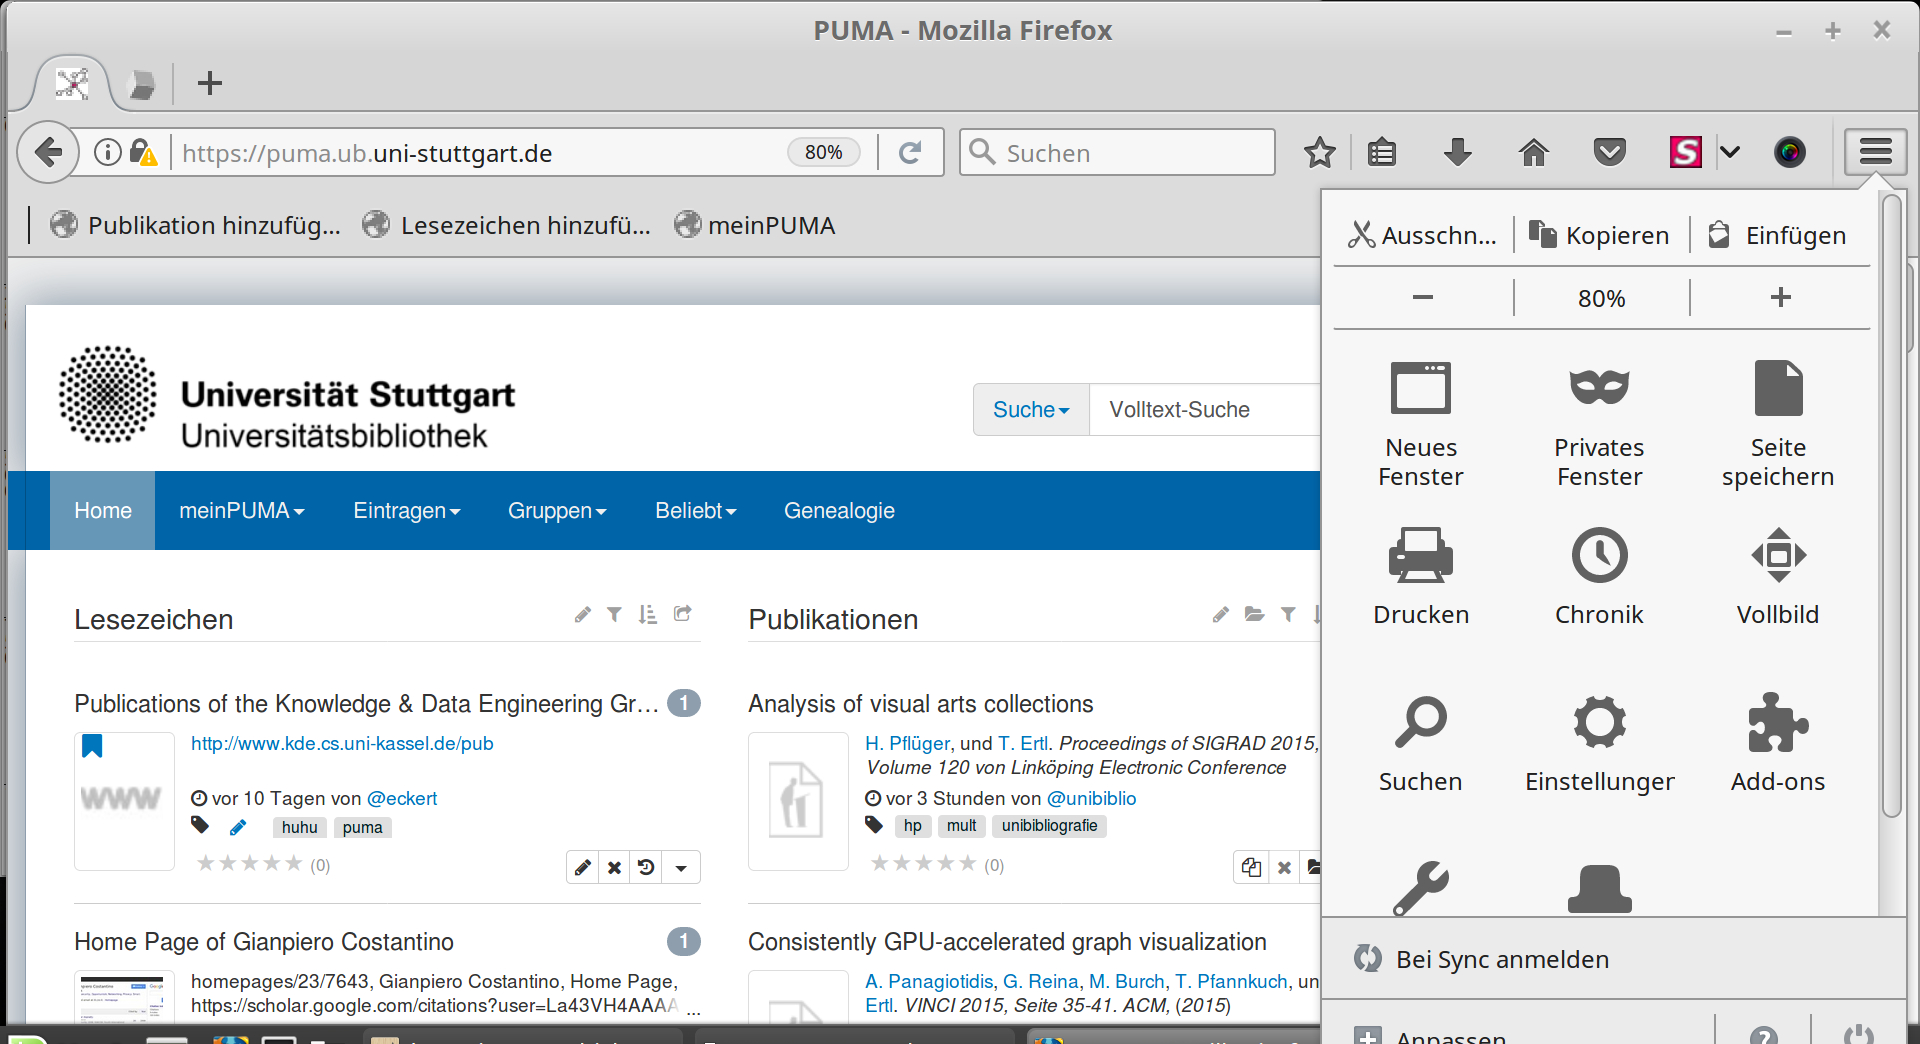 PUMA - Mozilla Firefox
https://puma.ub.uni-stuttgart.de
80%
Suchen
Publikation hinzufüg...
Lesezeichen hinzufü...
meinPUMA
Ausschn...
Kopieren
Einfügen
80%
Neues
Fenster
Privates
Fenster
Seite
speichern
Drucken
Chronik
Vollbild
Suchen
Einstellunger
Add-ons
Bei Sync anmelden
Anpassen
Universität Stuttgart
Universitätsbibliothek
Suche
Volltext-Suche
Home
meinPUMA
Eintragen
Gruppen
Beliebt
Genealogie
Lesezeichen
Publications of the Knowledge & Data Engineering Gr...
1
www
http://www.kde.cs.uni-kassel.de/pub
vor 10 Tagen von @eckert
huhu
puma
(0)
Home Page of Gianpiero Costantino
1
homepages/23/7643, Gianpiero Costantino, Home Page,
https://scholar.google.com/citations?user=La43VH4AAAA ...
Publikationen
Analysis of visual arts collections
H. Pflüger, und T. Ertl. Proceedings of SIGRAD 2015,
Volume 120 von Linköping Electronic Conference
vor 3 Stunden von @unibiblio
hp
mult
unibibliografie
(0)
Consistently GPU-accelerated graph visualization
A. Panagiotidis, G. Reina, M. Burch, T. Pfannkuch, un
Ertl. VINCI 2015, Seite 35-41. ACM, (2015)